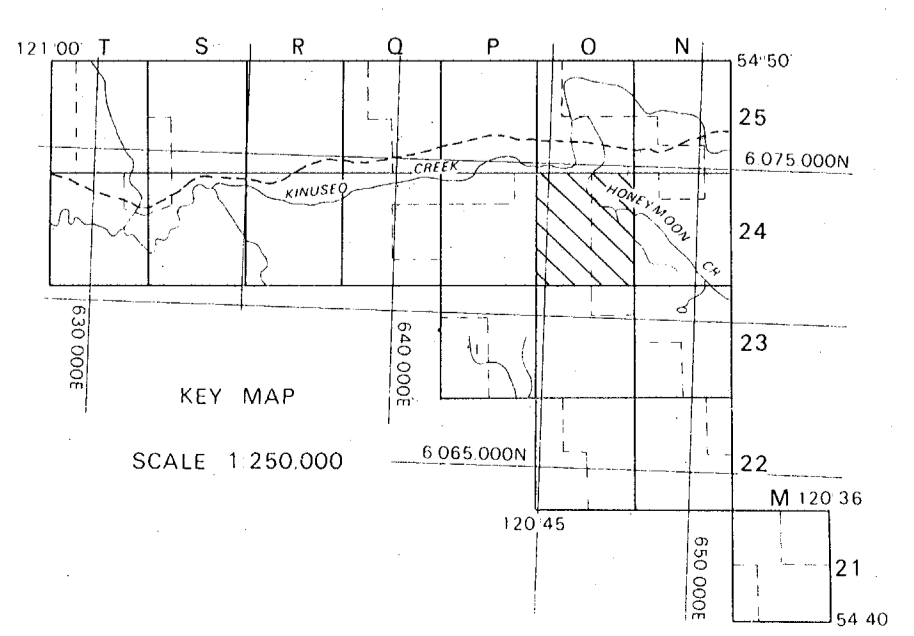 121°00' T S R Q P O N
54°50'
25
6 075 000N
CREEK
KINUSEO
HONEYMOON
CR
24
630 000E
640 000E
23
KEY MAP
SCALE 1:250,000
6 065.000N
22
M 120 36
120 45
650 000E
21
54 40